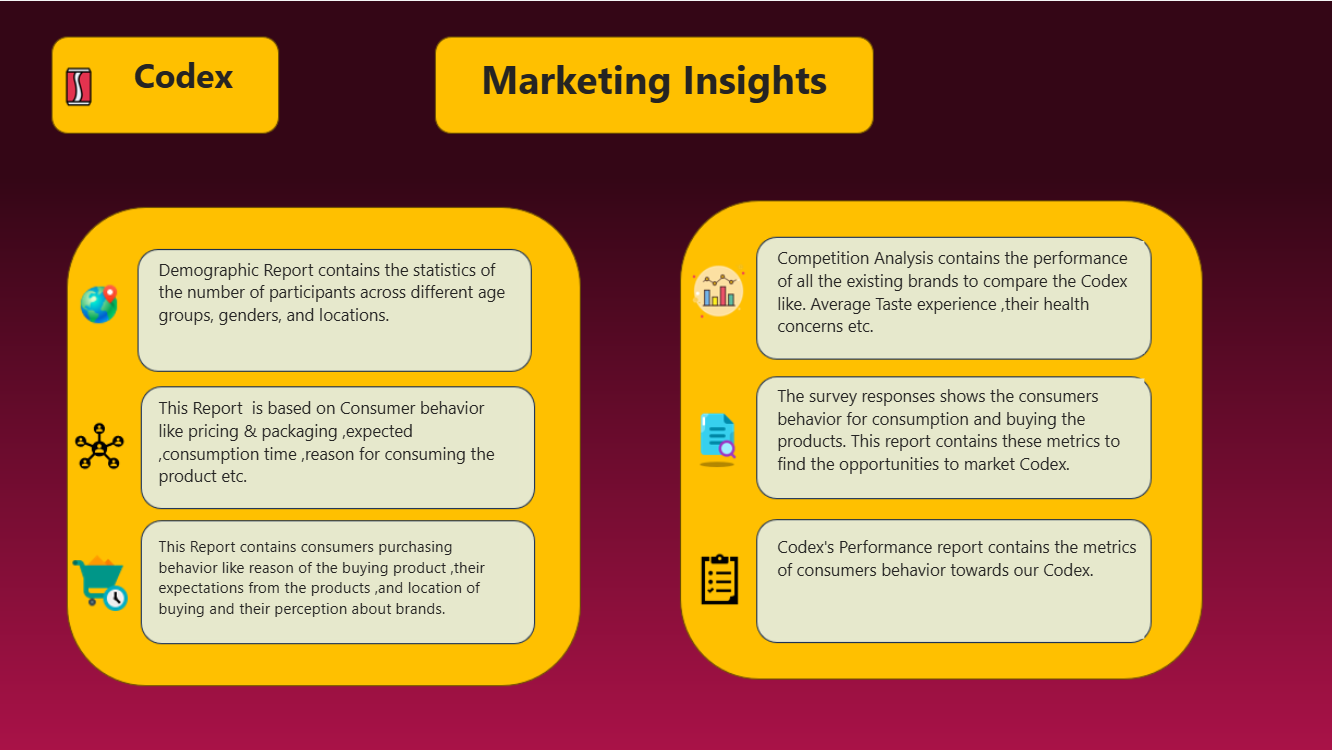 Codex
Marketing Insights
Demographic Report contains the statistics of
the number of participants across different age
groups, genders, and locations.
This Report  is based on Consumer behavior
like pricing & packaging ,expected
,consumption time ,reason for consuming the
product etc.
This Report contains consumers purchasing
behavior like reason of the buying product ,their
expectations from the products ,and location of
buying and their perception about brands.
Competition Analysis contains the performance
of all the existing brands to compare the Codex
like. Average Taste experience ,their health
concerns etc.
The survey responses shows the consumers
behavior for consumption and buying the
products. This report contains these metrics to
find the opportunities to market Codex.
Codex's Performance report contains the metrics
of consumers behavior towards our Codex.